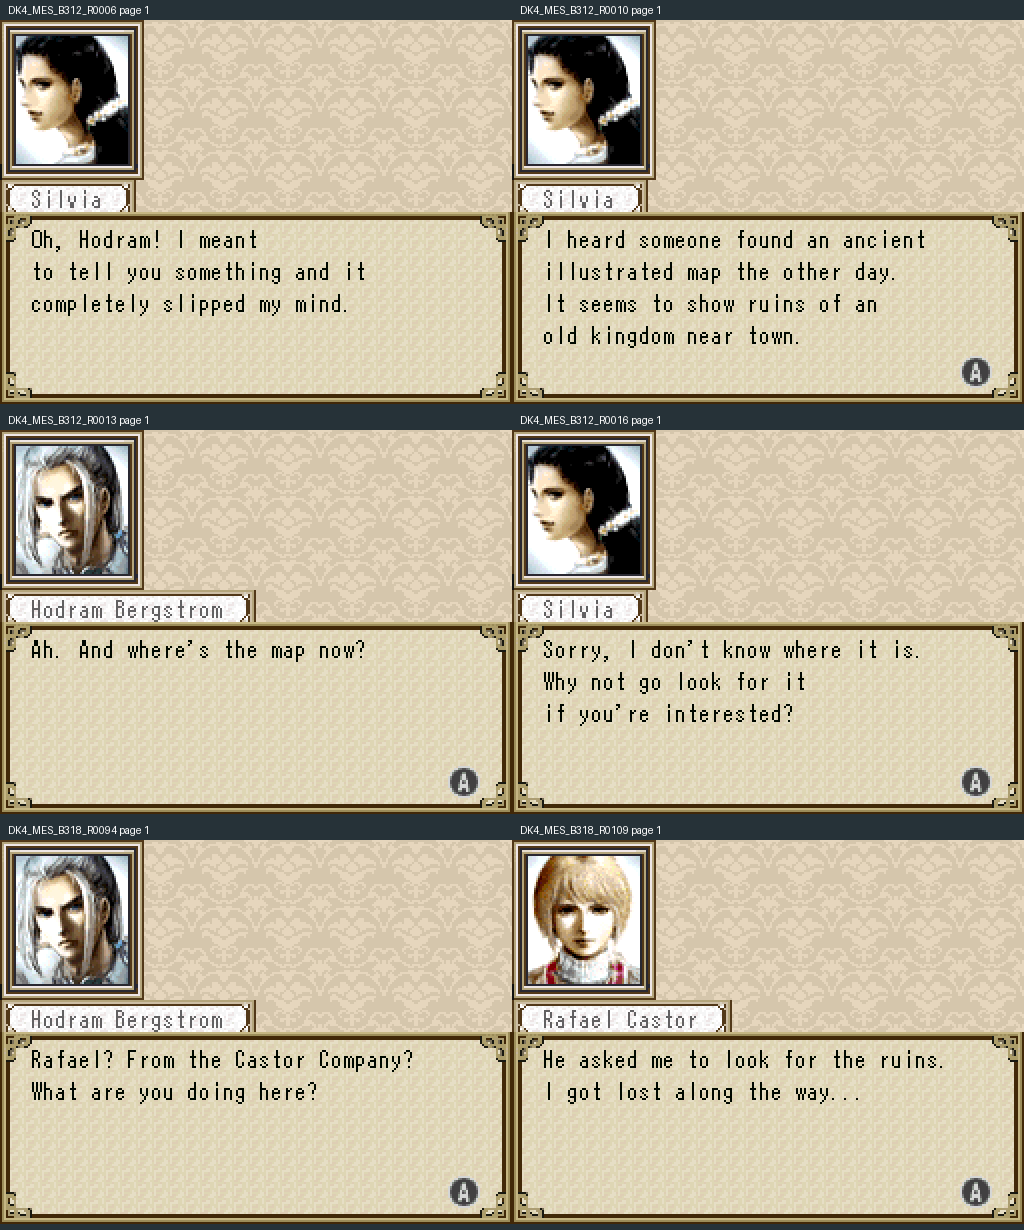 DK4_MES_B312_R0006 page 1
Silvia
Oh, Hodram! I meant
to tell you something and it
completely slipped my mind.
DK4_MES_B312_R0010 page 1
Silvia
I heard someone found an ancient
illustrated map the other day.
It seems to show ruins of an
old kingdom near town.
A
DK4_MES_B312_R0013 page 1
Hodram Bergstrom
Ah. And where's the map now?
A
DK4_MES_B312_R0016 page 1
Silvia
Sorry, I don't know where it is.
Why not go look for it
if you're interested?
A
DK4_MES_B318_R0094 page 1
Hodram Bergstrom
Rafael? From the Castor Company?
What are you doing here?
A
DK4_MES_B318_R0109 page 1
Rafael Castor
He asked me to look for the ruins.
I got lost along the way...
A